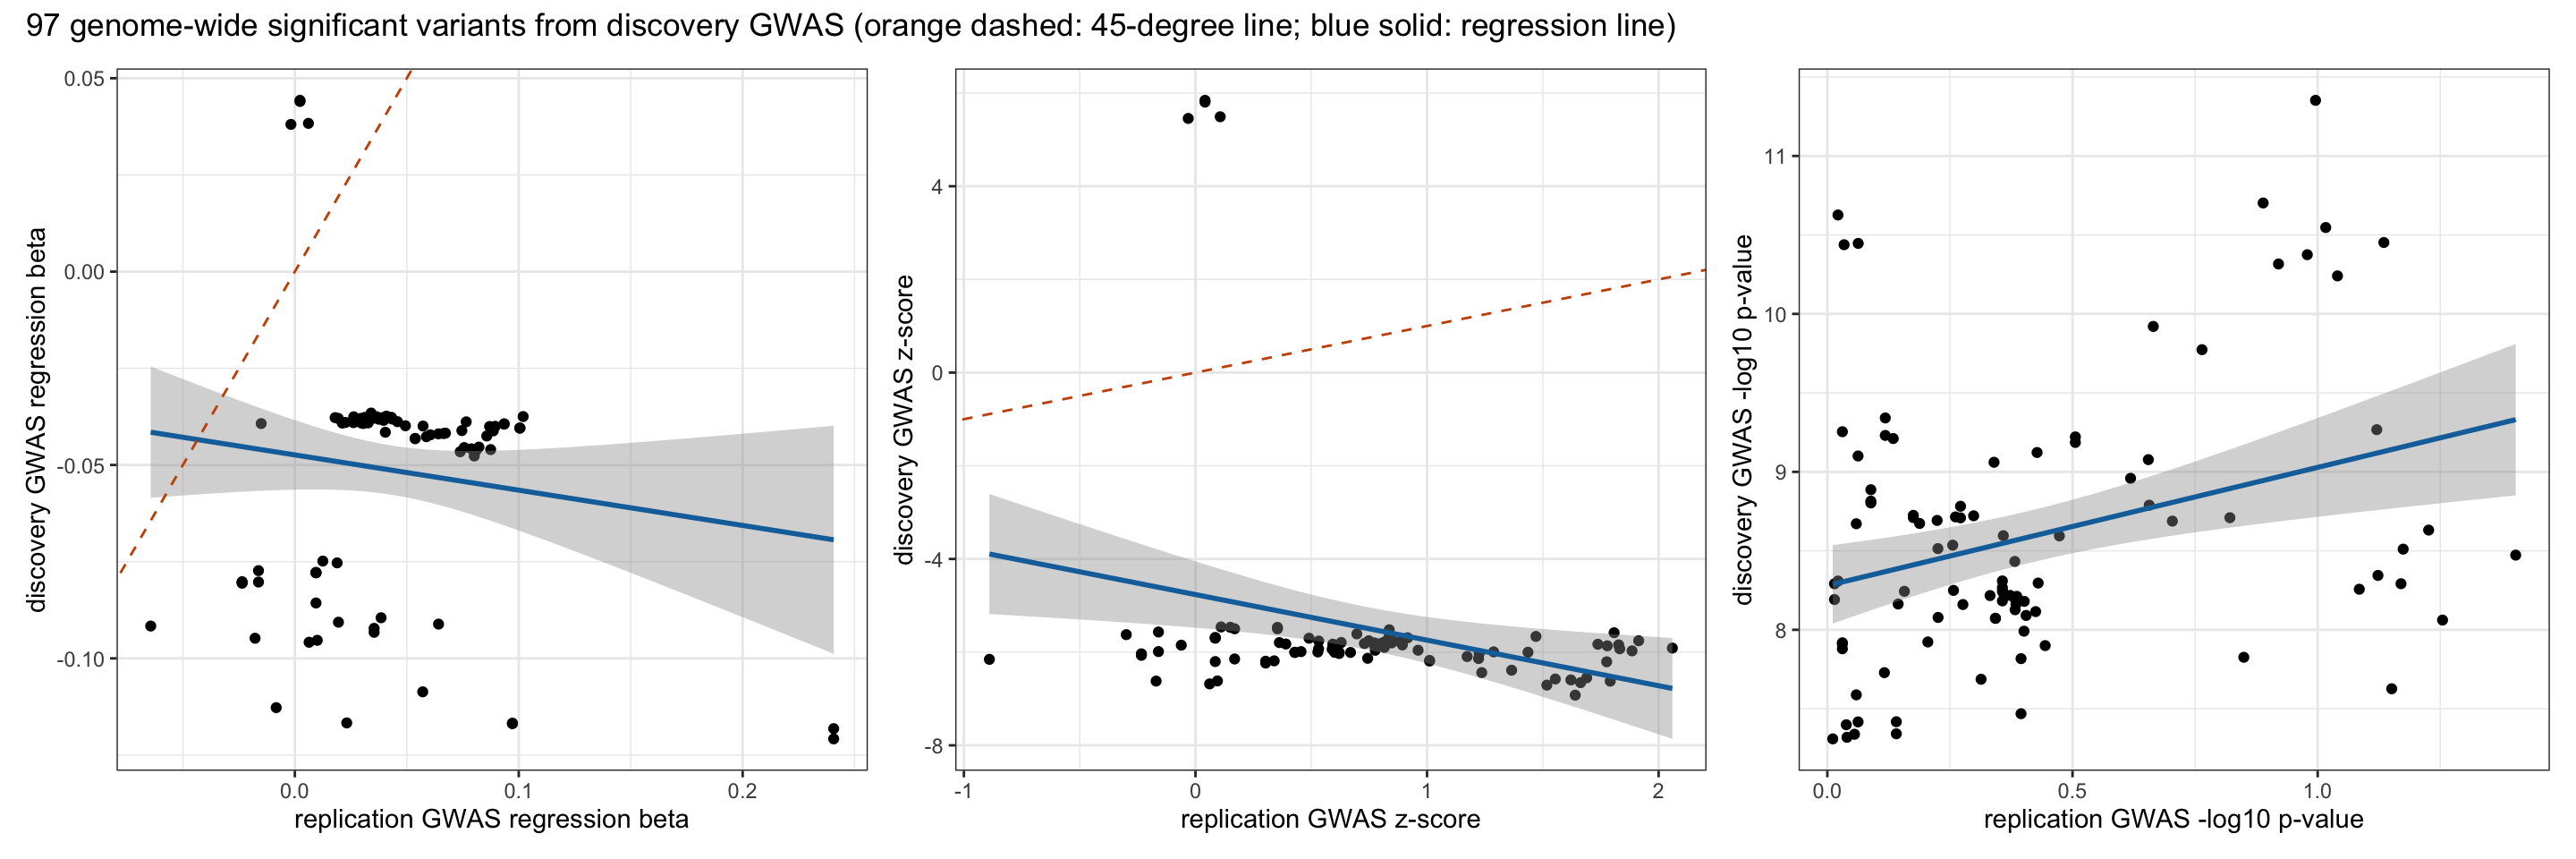 97 genome-wide significant variants from discovery GWAS (orange dashed: 45-degree line; blue solid: regression line)
discovery GWAS regression beta
0.05
0.00
-0.05
-0.10
0.0 0.1 0.2
replication GWAS regression beta
discovery GWAS z-score
4
0
-4
-8
-1 0 1 2
replication GWAS z-score
discovery GWAS -log10 p-value
11
10
9
8
0.0 0.5 1.0
replication GWAS -log10 p-value